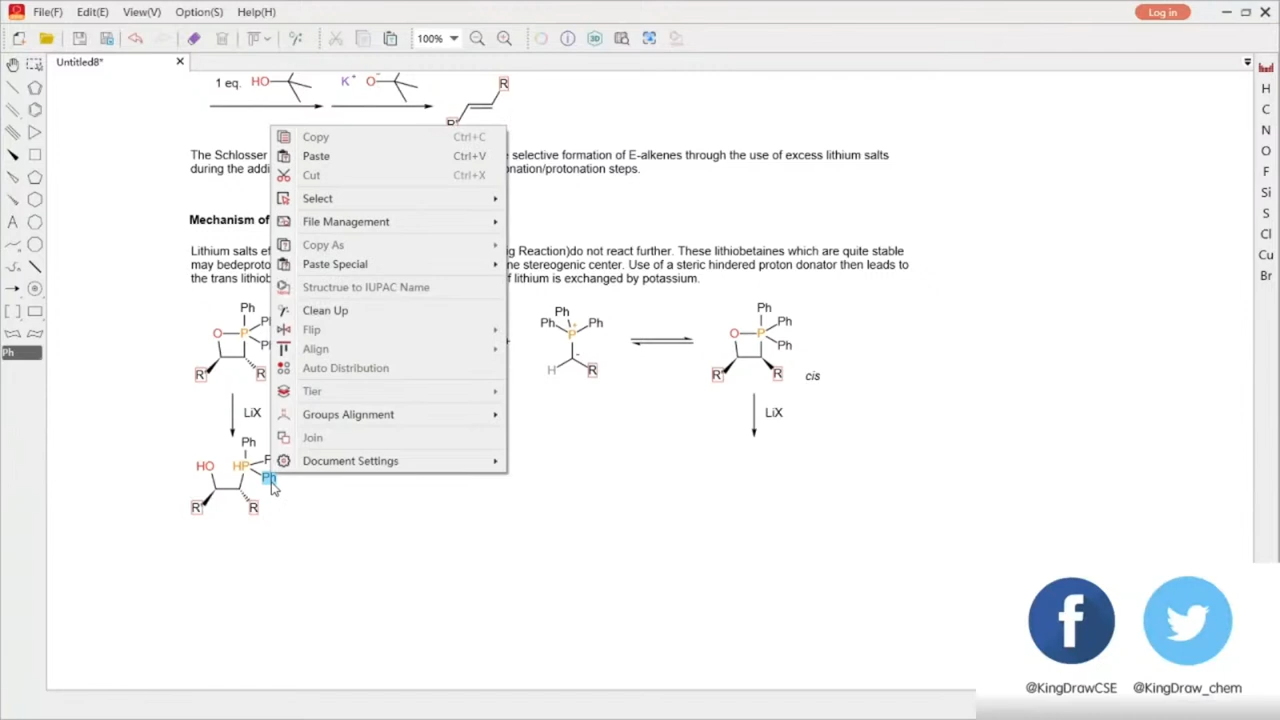 File(F) Edit(E) View(V) Option(S) Help(H) Log in
100%
Untitled8*
1 eq. HO K+ O- R
R'
The Schlosser selective formation of E-alkenes through the use of excess lithium salts
during the addi nation/protonation steps.
Mechanism of
Lithium salts ef g Reaction)do not react further. These lithiobetaines which are quite stable
may bedeproto ne stereogenic center. Use of a steric hindered proton donator then leads to
the trans lithiob f lithium is exchanged by potassium.
Copy Ctrl+C
Paste Ctrl+V
Cut Ctrl+X
Select
File Management
Copy As
Paste Special
Structrue to IUPAC Name
Clean Up
Flip
Align
Auto Distribution
Tier
Groups Alignment
Join
Document Settings
Ph
O P
R' R
LiX
Ph
HO HP Ph
R' R
Ph
Ph Ph
P+
-
H R
Ph
Ph
O P
Ph
R' R cis
LiX
A
Ph
H
C
N
O
F
Si
S
Cl
Cu
Br
@KingDrawCSE @KingDraw_chem